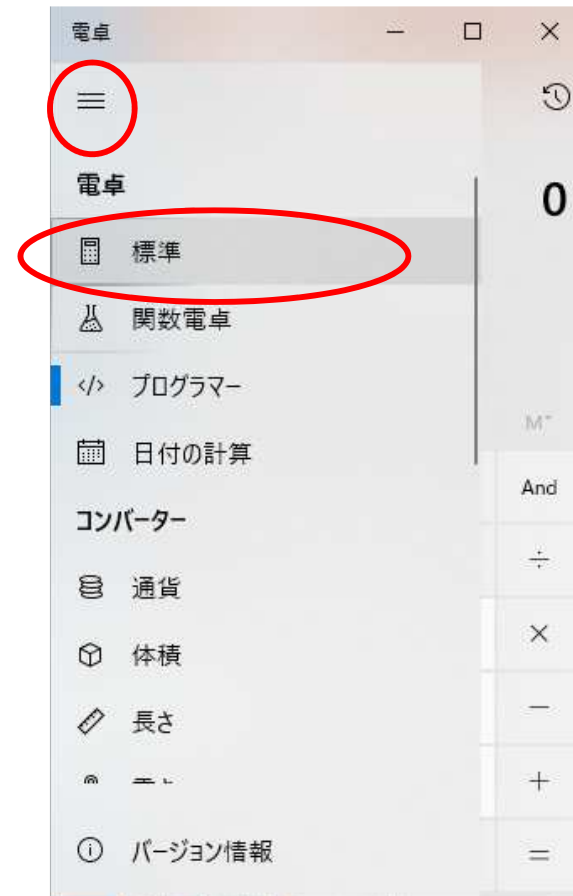 電卓
電卓
0
標準
関数電卓
</> プログラマー
日付の計算
And
コンバーター
÷
通貨
×
体積
−
長さ
+
バージョン情報
=